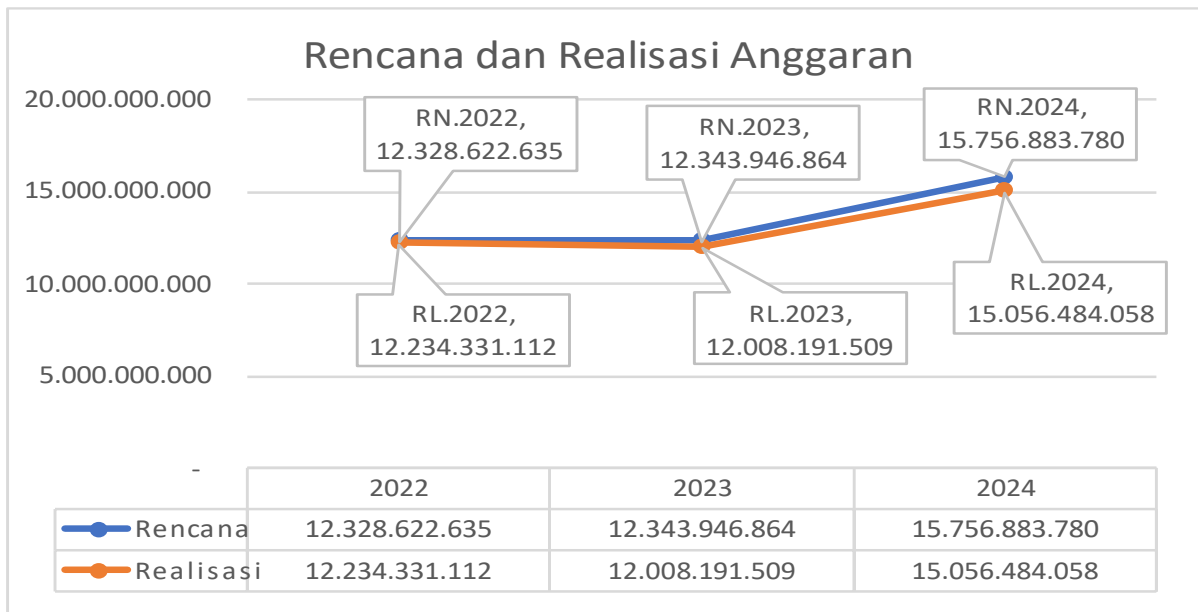 Rencana dan Realisasi Anggaran
20.000.000.000
15.000.000.000
10.000.000.000
5.000.000.000
-
RN.2022,
12.328.622.635
RN.2023,
12.343.946.864
RN.2024,
15.756.883.780
RL.2022,
12.234.331.112
RL.2023,
12.008.191.509
RL.2024,
15.056.484.058
2022 2023 2024
Rencana 12.328.622.635 12.343.946.864 15.756.883.780
Realisasi 12.234.331.112 12.008.191.509 15.056.484.058